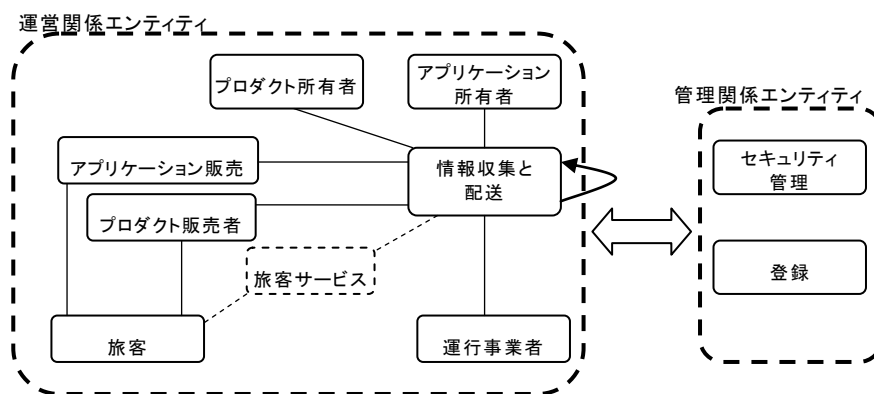 運営関係エンティティ
プロダクト所有者
アプリケーション
所有者
管理関係エンティティ
アプリケーション販売
情報収集と
配送
セキュリティ
管理
プロダクト販売者
旅客サービス
登録
旅客
運行事業者